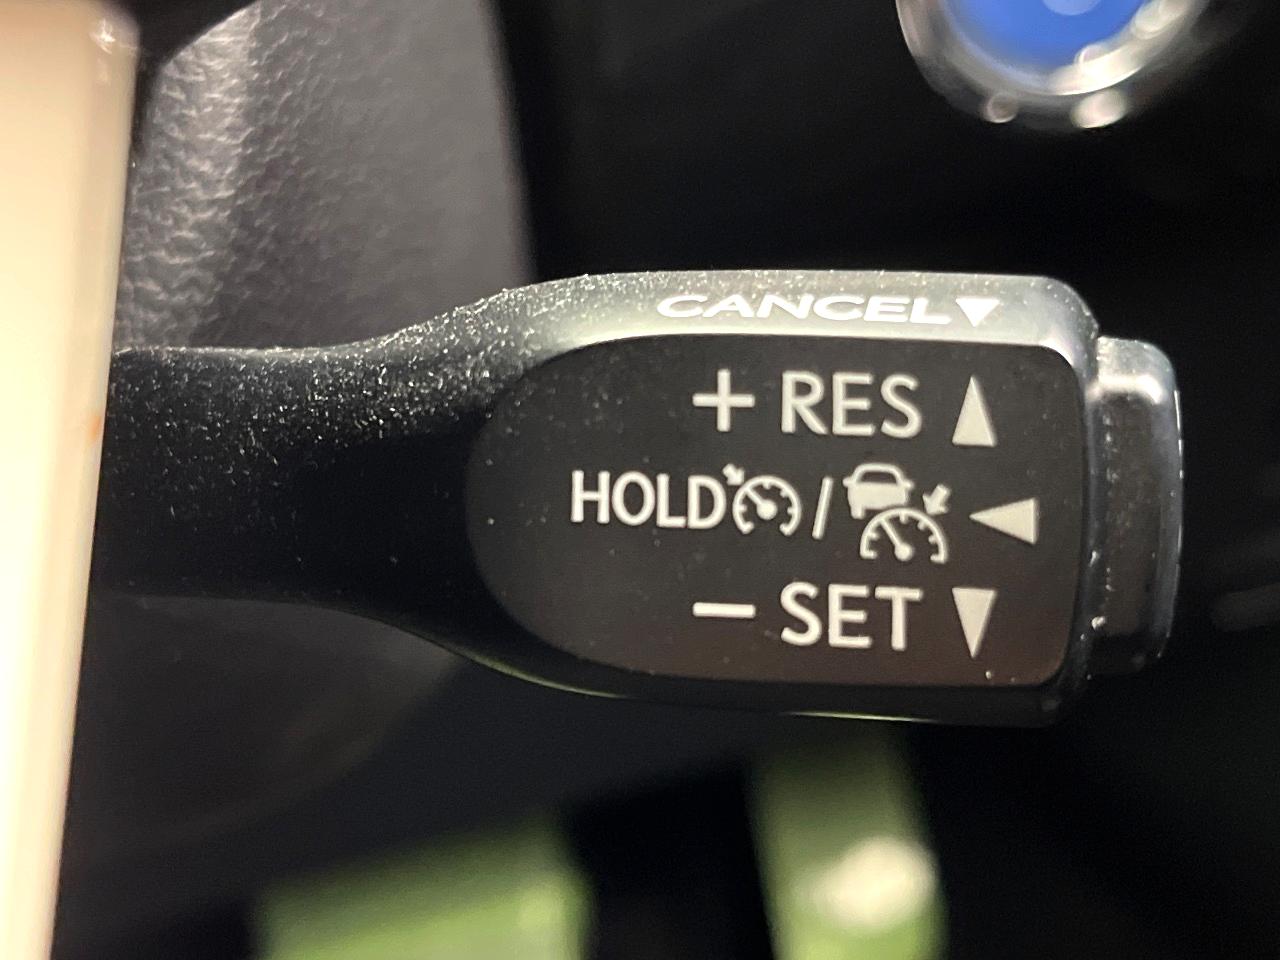 CANCEL▼
+ RES ▲
HOLD / ◀
− SET ▼